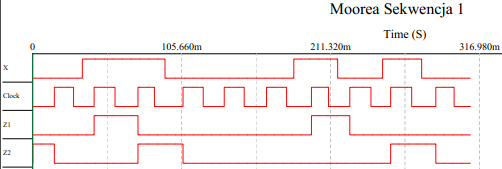 Moorea Sekwencja 1
Time (S)
0 105.660m 211.320m 316.980m
X
Clock
Z1
Z2